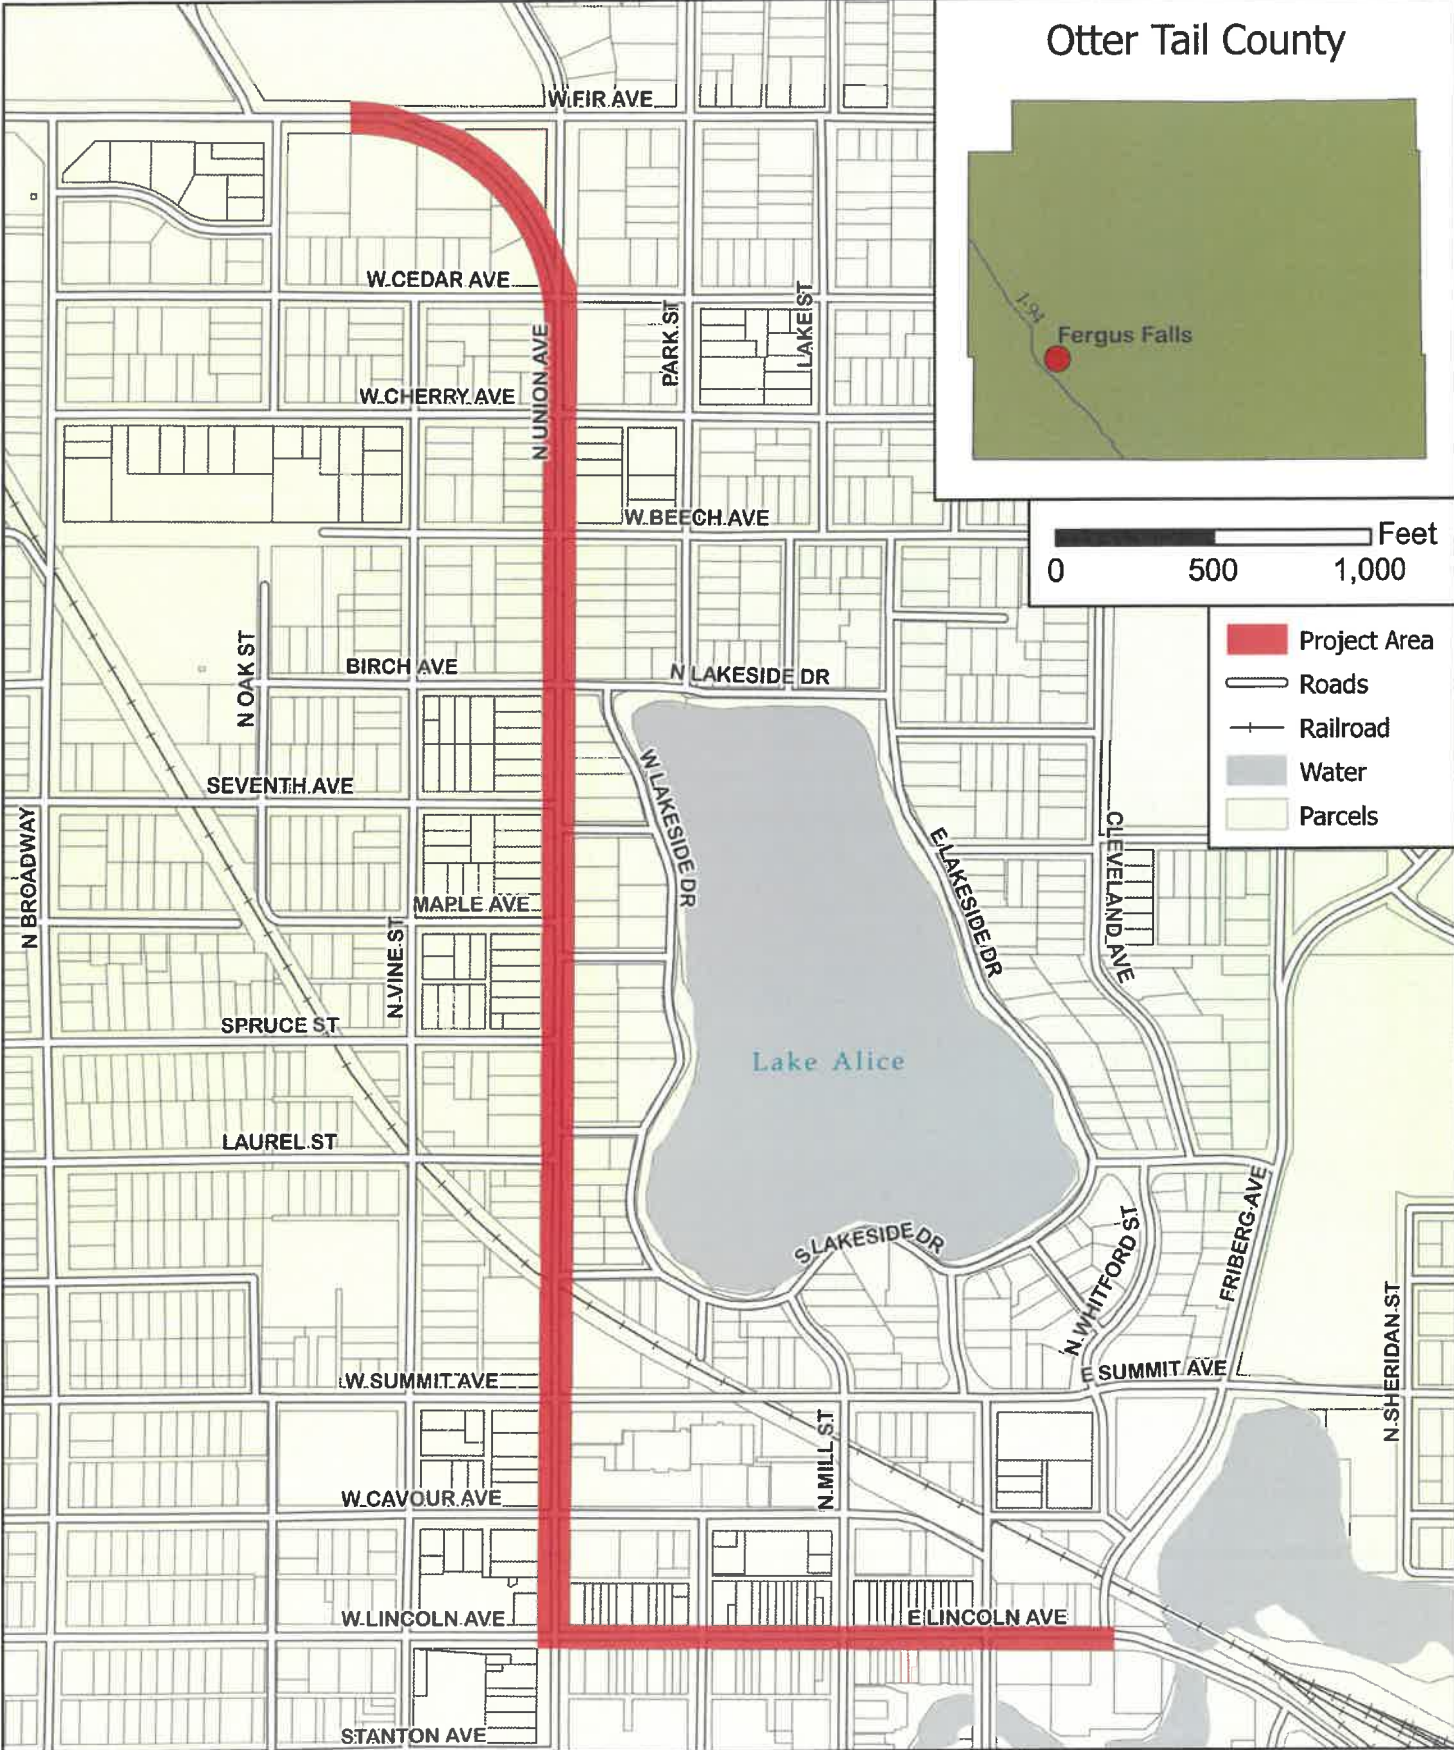 Otter Tail County
I-94
Fergus Falls
Feet
0 500 1,000
Project Area
Roads
Railroad
Water
Parcels
W FIR AVE
W CEDAR AVE
N UNION AVE
PARK ST
LAKE ST
W CHERRY AVE
W BEECH AVE
N OAK ST
BIRCH AVE
N LAKESIDE DR
W LAKESIDE DR
SEVENTH AVE
N BROADWAY
E LAKESIDE DR
CLEVELAND AVE
MAPLE AVE
N VINE ST
SPRUCE ST
Lake Alice
LAUREL ST
S LAKESIDE DR
N WHITFORD ST
FRIBERG AVE
N SHERIDAN ST
W SUMMIT AVE
E SUMMIT AVE
N MILL ST
W CAVOUR AVE
W LINCOLN AVE
E LINCOLN AVE
STANTON AVE